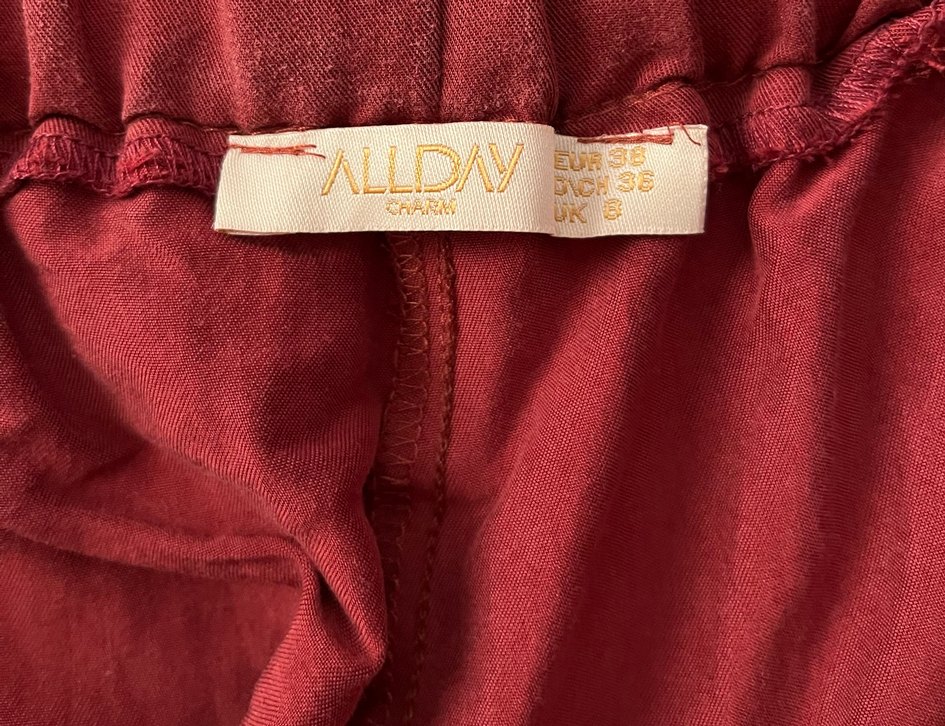 ALLDAY
CHARM
EUR 38
D\CH 36
UK 8